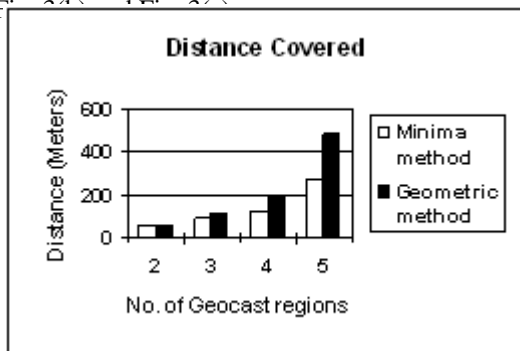 Distance Covered
Distance (Meters)
600
400
200
0
2 3 4 5
No. of Geocast regions
Minima
method
Geometric
method